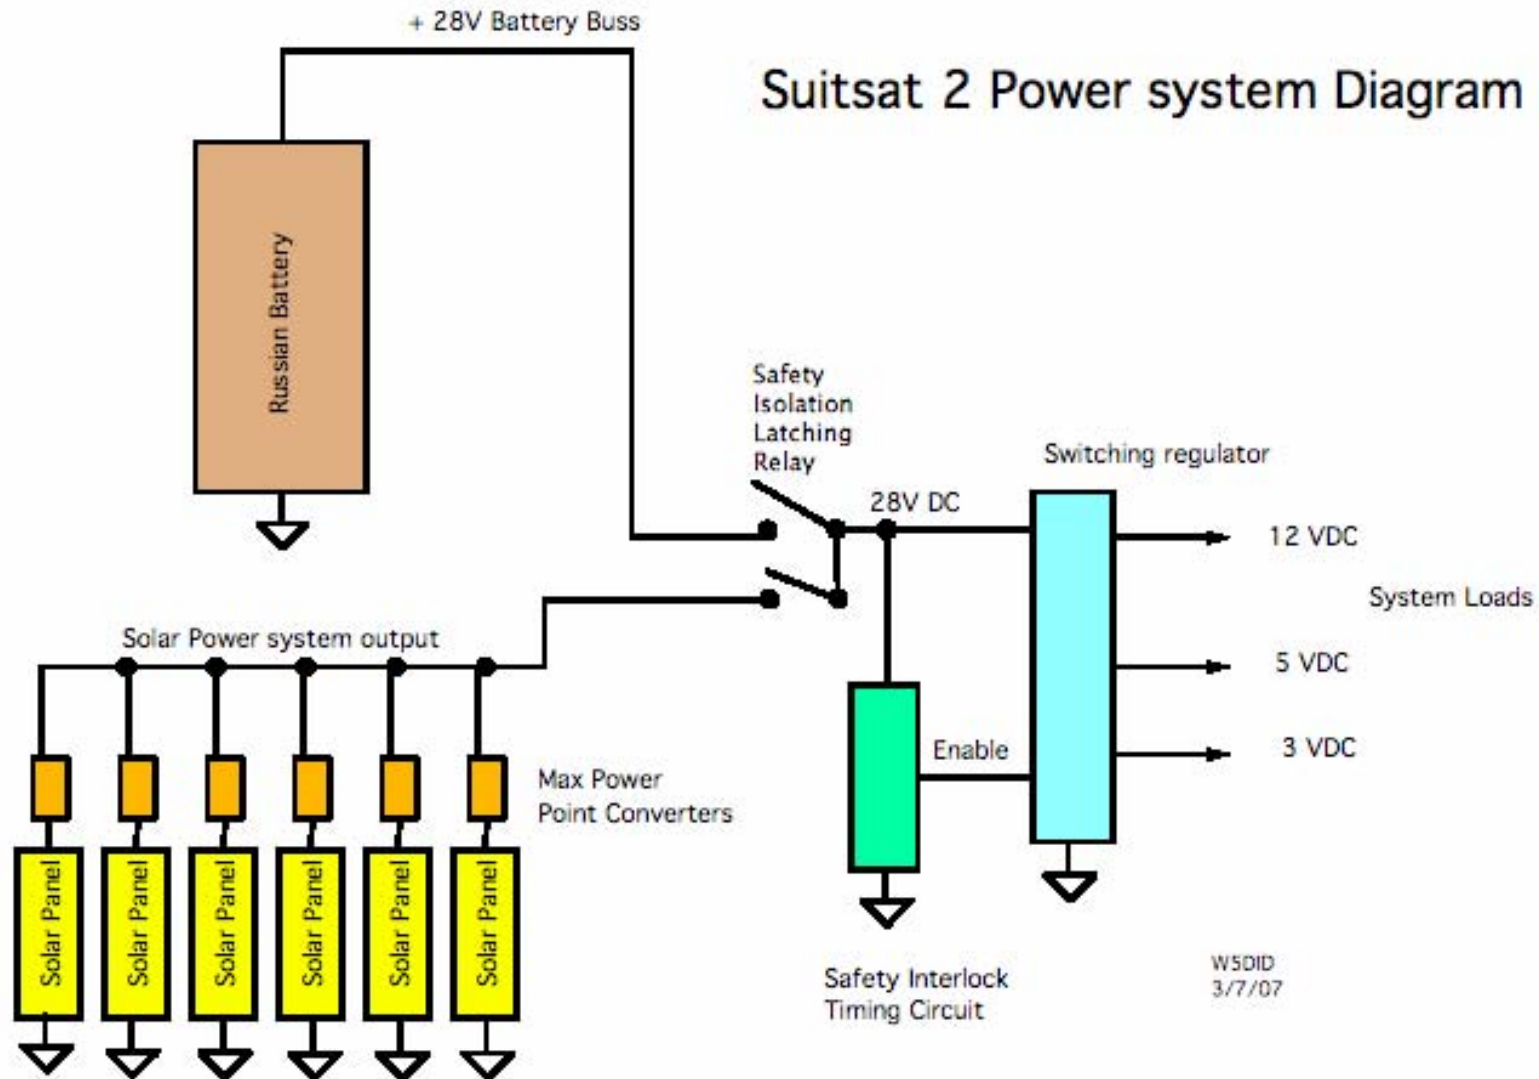 + 28V Battery Buss
Suitsat 2 Power system Diagram
Russian Battery
Safety
Isolation
Latching
Relay
Switching regulator
28V DC
12 VDC
System Loads
Solar Power system output
5 VDC
Enable
3 VDC
Max Power
Point Converters
Solar Panel
Solar Panel
Solar Panel
Solar Panel
Solar Panel
Solar Panel
Safety Interlock
Timing Circuit
W5DID
3/7/07